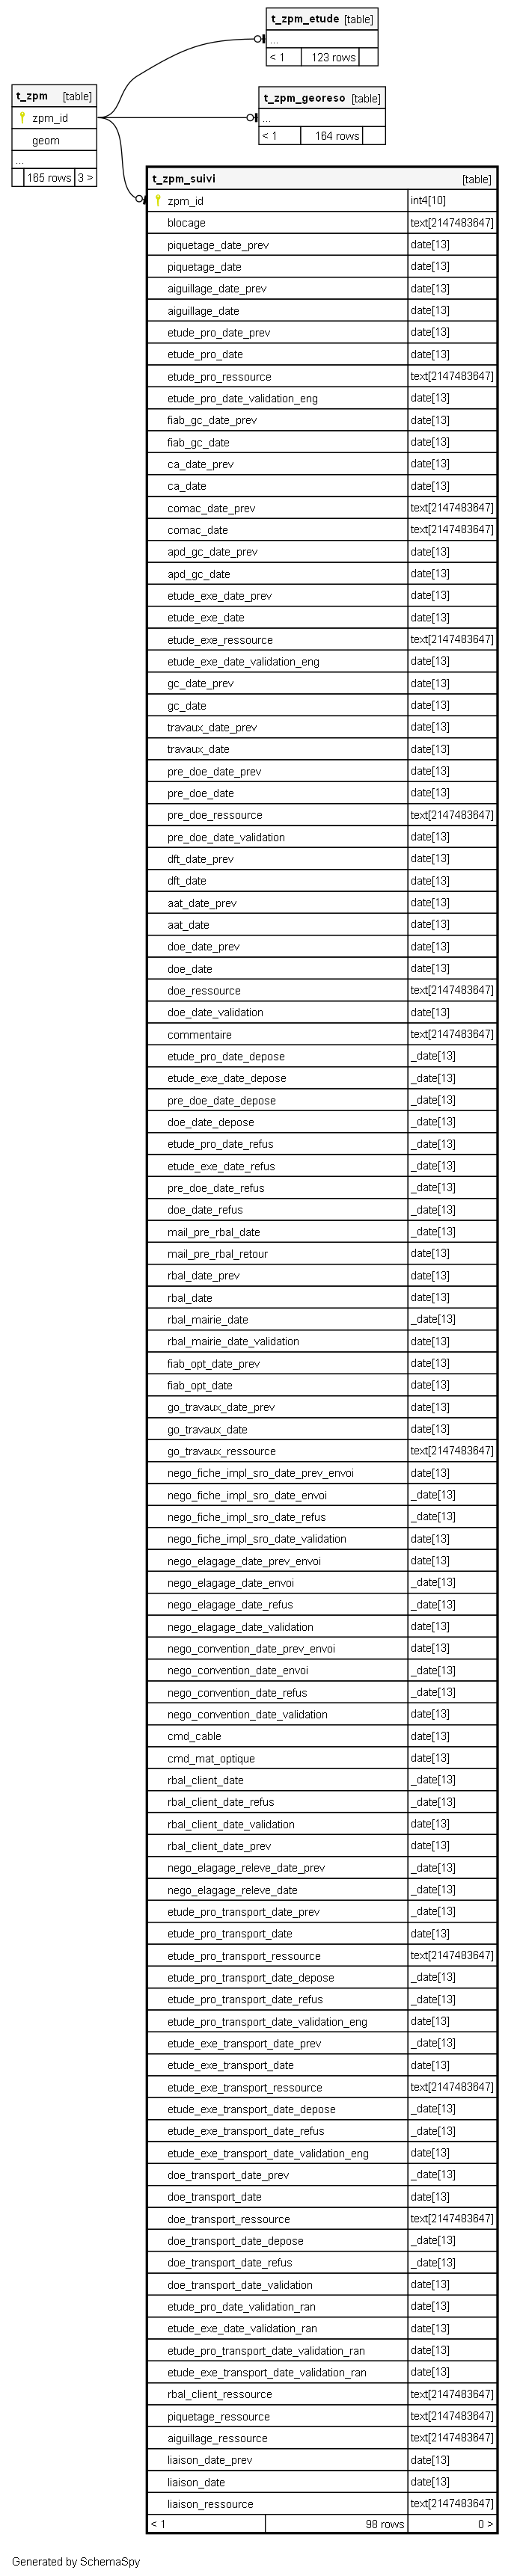 t_zpm_etude [table]
...
< 1 123 rows
t_zpm [table]
zpm_id
geom
...
165 rows 3 >
t_zpm_georeso [table]
...
< 1 164 rows
t_zpm_suivi [table]
zpm_id int4[10]
blocage text[2147483647]
piquetage_date_prev date[13]
piquetage_date date[13]
aiguillage_date_prev date[13]
aiguillage_date date[13]
etude_pro_date_prev date[13]
etude_pro_date date[13]
etude_pro_ressource text[2147483647]
etude_pro_date_validation_eng date[13]
fiab_gc_date_prev date[13]
fiab_gc_date date[13]
ca_date_prev date[13]
ca_date date[13]
comac_date_prev text[2147483647]
comac_date text[2147483647]
apd_gc_date_prev date[13]
apd_gc_date date[13]
etude_exe_date_prev date[13]
etude_exe_date date[13]
etude_exe_ressource text[2147483647]
etude_exe_date_validation_eng date[13]
gc_date_prev date[13]
gc_date date[13]
travaux_date_prev date[13]
travaux_date date[13]
pre_doe_date_prev date[13]
pre_doe_date date[13]
pre_doe_ressource text[2147483647]
pre_doe_date_validation date[13]
dft_date_prev date[13]
dft_date date[13]
aat_date_prev date[13]
aat_date date[13]
doe_date_prev date[13]
doe_date date[13]
doe_ressource text[2147483647]
doe_date_validation date[13]
commentaire text[2147483647]
etude_pro_date_depose _date[13]
etude_exe_date_depose _date[13]
pre_doe_date_depose _date[13]
doe_date_depose _date[13]
etude_pro_date_refus _date[13]
etude_exe_date_refus _date[13]
pre_doe_date_refus _date[13]
doe_date_refus _date[13]
mail_pre_rbal_date _date[13]
mail_pre_rbal_retour date[13]
rbal_date_prev date[13]
rbal_date date[13]
rbal_mairie_date _date[13]
rbal_mairie_date_validation date[13]
fiab_opt_date_prev date[13]
fiab_opt_date date[13]
go_travaux_date_prev date[13]
go_travaux_date date[13]
go_travaux_ressource text[2147483647]
nego_fiche_impl_sro_date_prev_envoi date[13]
nego_fiche_impl_sro_date_envoi _date[13]
nego_fiche_impl_sro_date_refus _date[13]
nego_fiche_impl_sro_date_validation date[13]
nego_elagage_date_prev_envoi date[13]
nego_elagage_date_envoi _date[13]
nego_elagage_date_refus _date[13]
nego_elagage_date_validation date[13]
nego_convention_date_prev_envoi date[13]
nego_convention_date_envoi _date[13]
nego_convention_date_refus _date[13]
nego_convention_date_validation date[13]
cmd_cable date[13]
cmd_mat_optique date[13]
rbal_client_date _date[13]
rbal_client_date_refus _date[13]
rbal_client_date_validation date[13]
rbal_client_date_prev date[13]
nego_elagage_releve_date_prev _date[13]
nego_elagage_releve_date _date[13]
etude_pro_transport_date_prev _date[13]
etude_pro_transport_date date[13]
etude_pro_transport_ressource text[2147483647]
etude_pro_transport_date_depose _date[13]
etude_pro_transport_date_refus _date[13]
etude_pro_transport_date_validation_eng date[13]
etude_exe_transport_date_prev _date[13]
etude_exe_transport_date date[13]
etude_exe_transport_ressource text[2147483647]
etude_exe_transport_date_depose _date[13]
etude_exe_transport_date_refus _date[13]
etude_exe_transport_date_validation_eng date[13]
doe_transport_date_prev _date[13]
doe_transport_date date[13]
doe_transport_ressource text[2147483647]
doe_transport_date_depose _date[13]
doe_transport_date_refus _date[13]
doe_transport_date_validation date[13]
etude_pro_date_validation_ran date[13]
etude_exe_date_validation_ran date[13]
etude_pro_transport_date_validation_ran date[13]
etude_exe_transport_date_validation_ran date[13]
rbal_client_ressource text[2147483647]
piquetage_ressource text[2147483647]
aiguillage_ressource text[2147483647]
liaison_date_prev date[13]
liaison_date date[13]
liaison_ressource text[2147483647]
< 1 98 rows 0 >
Generated by SchemaSpy